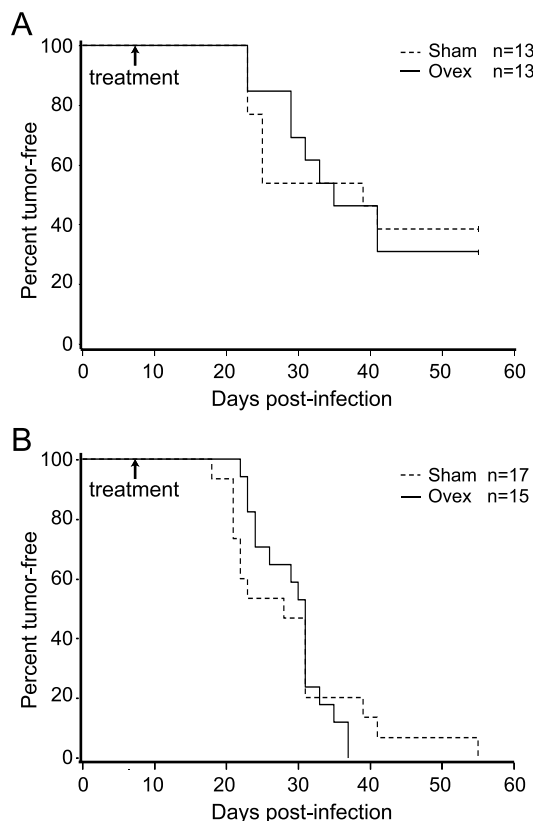 A
100
80
60
40
20
0
Percent tumor-free
treatment
Sham n=13
Ovex n=13
0 10 20 30 40 50 60
Days post-infection
B
100
80
60
40
20
0
Percent tumor-free
treatment
Sham n=17
Ovex n=15
0 10 20 30 40 50 60
Days post-infection